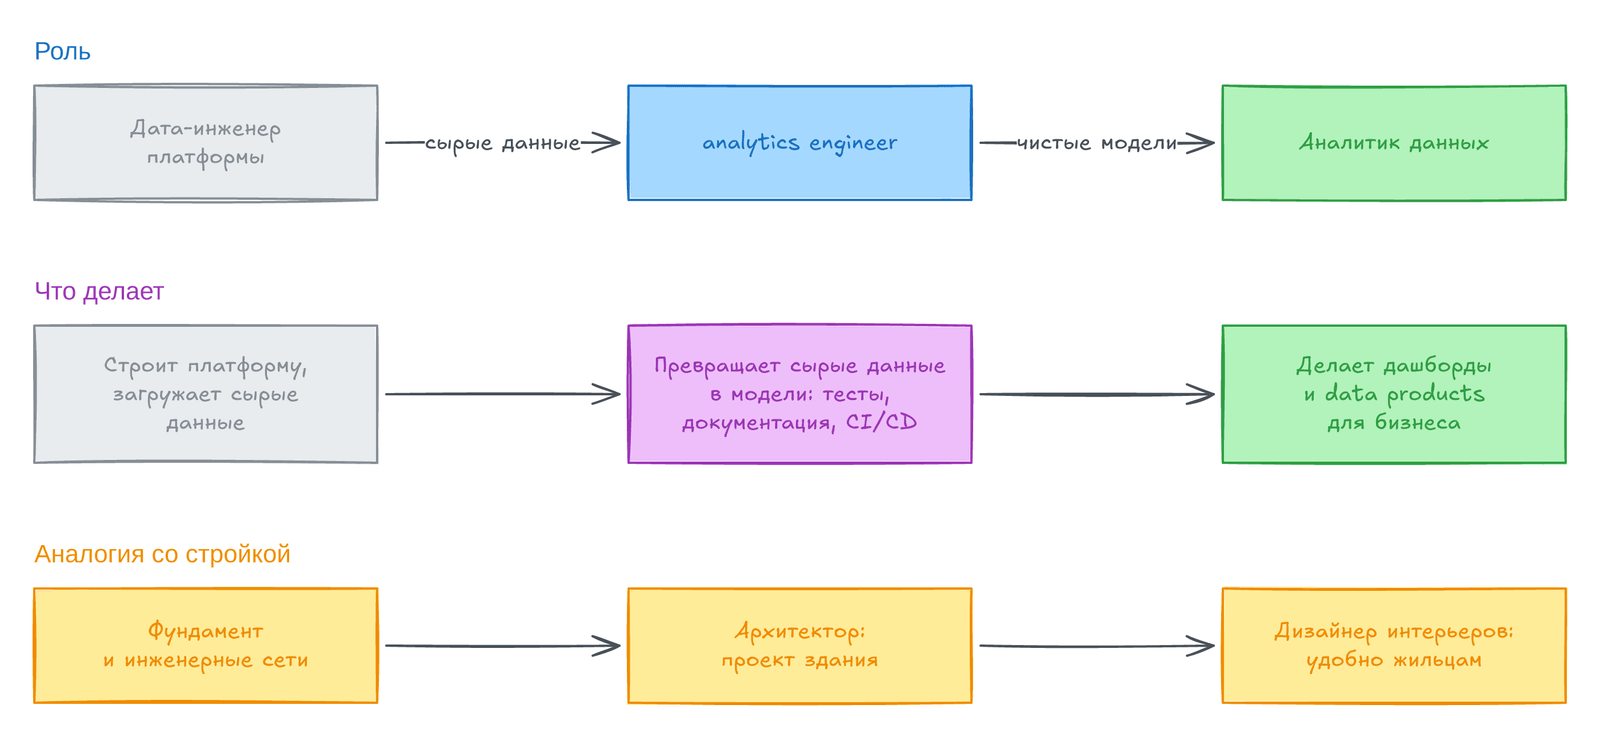 Роль
Дата-инженер
платформы
сырые данные
analytics engineer
чистые модели
Аналитик данных
Что делает
Строит платформу,
загружает сырые
данные
Превращает сырые данные
в модели: тесты,
документация, CI/CD
Делает дашборды
и data products
для бизнеса
Аналогия со стройкой
Фундамент
и инженерные сети
Архитектор:
проект здания
Дизайнер интерьеров:
удобно жильцам